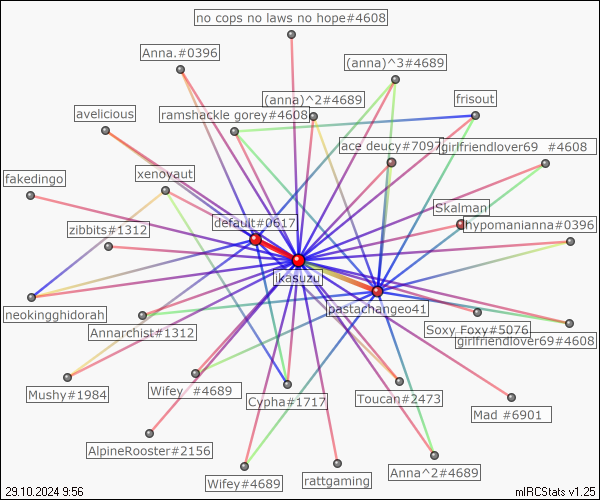 no cops no laws no hope#4608
Anna.#0396
(anna)^3#4689
(anna)^2#4689
frisout
avelicious
ramshackle gorey#4608
ace deucy#7097
girlfriendlover69 #4608
fakedingo
xenoyaut
Skalman
default#0617
hypomanianna#0396
zibbits#1312
ikasuzu
neokingghidorah
pastachangeo41
Annarchist#1312
Soxy Foxy#5076
girlfriendlover69#4608
Mushy#1984
Wifey #4689
Cypha#1717
Toucan#2473
Mad #6901
AlpineRooster#2156
Wifey#4689
rattgaming
Anna^2#4689
29.10.2024 9:56
mIRCStats v1.25